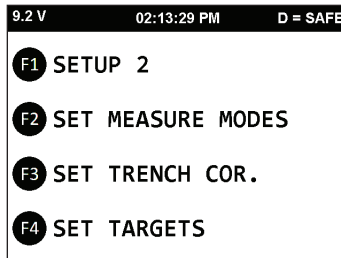 9.2 V 02:13:29 PM D = SAFE
F1 SETUP 2
F2 SET MEASURE MODES
F3 SET TRENCH COR.
F4 SET TARGETS